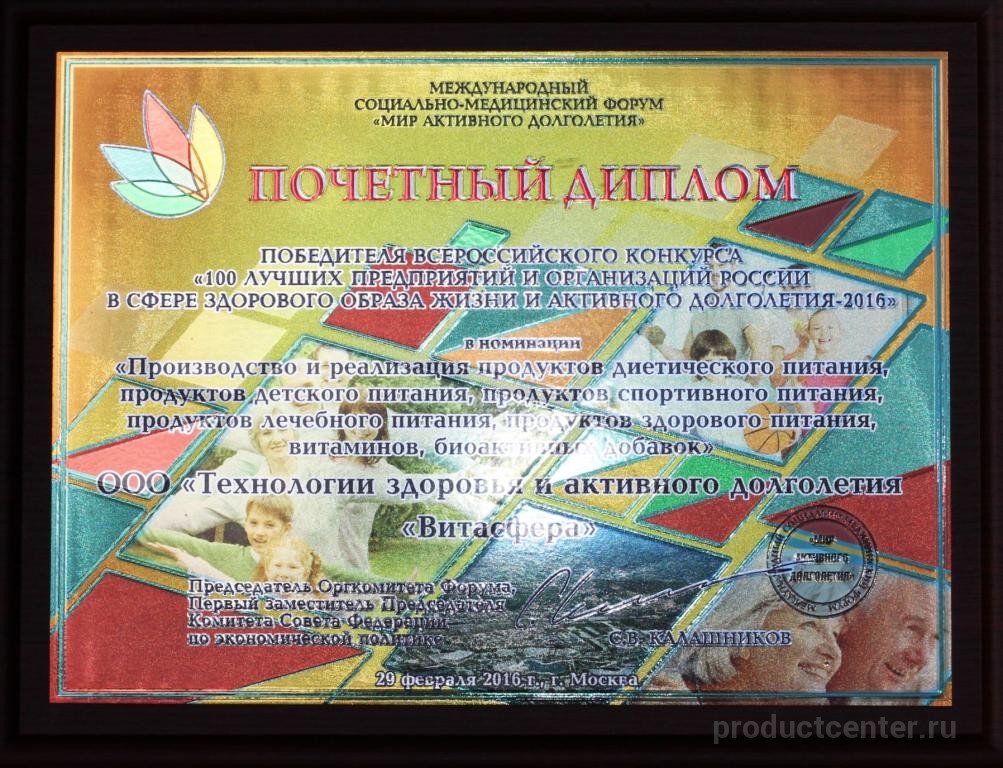 МЕЖДУНАРОДНЫЙ
СОЦИАЛЬНО-МЕДИЦИНСКИЙ ФОРУМ
«МИР АКТИВНОГО ДОЛГОЛЕТИЯ»
ПОЧЕТНЫЙ ДИПЛОМ
ПОБЕДИТЕЛЯ ВСЕРОССИЙСКОГО КОНКУРСА
«100 ЛУЧШИХ ПРЕДПРИЯТИЙ И ОРГАНИЗАЦИЙ РОССИИ
В СФЕРЕ ЗДОРОВОГО ОБРАЗА ЖИЗНИ И АКТИВНОГО ДОЛГОЛЕТИЯ-2016»
в номинации
«Производство и реализация продуктов диетического питания,
продуктов детского питания, продуктов спортивного питания,
продуктов лечебного питания, продуктов здорового питания,
витаминов, биоактивных добавок»
ООО «Технологии здоровья и активного долголетия
«Витасфера»
Председатель Оргкомитета Форума,
Первый Заместитель Председателя
Комитета Совета Федерации
по экономической политике
С.В. КАЛАШНИКОВ
«МИР
АКТИВНОГО
ДОЛГОЛЕТИЯ»
29 февраля 2016 г., г. Москва
productcenter.ru